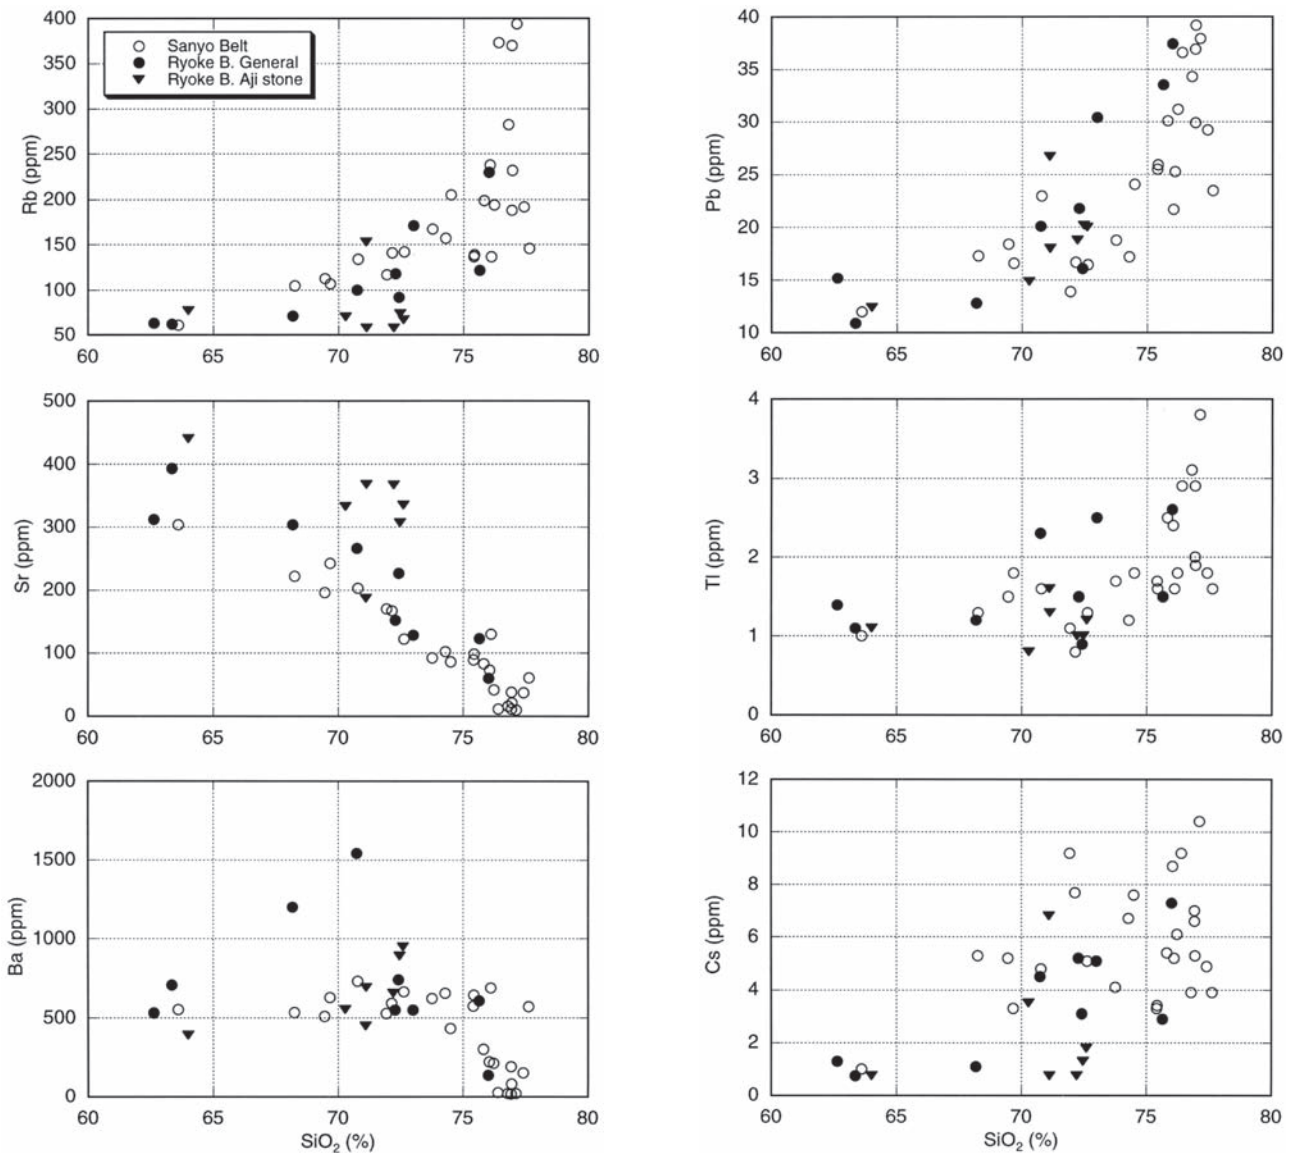 400
350
300
250
200
150
100
50
Rb (ppm)
Sanyo Belt
Ryoke B. General
Ryoke B. Aji stone
60 65 70 75 80
40
35
30
25
20
15
10
Pb (ppm)
60 65 70 75 80
500
400
300
200
100
0
Sr (ppm)
60 65 70 75 80
4
3
2
1
0
Tl (ppm)
60 65 70 75 80
2000
1500
1000
500
0
Ba (ppm)
60 65 70 75 80
SiO₂ (%)
12
10
8
6
4
2
0
Cs (ppm)
60 65 70 75 80
SiO₂ (%)